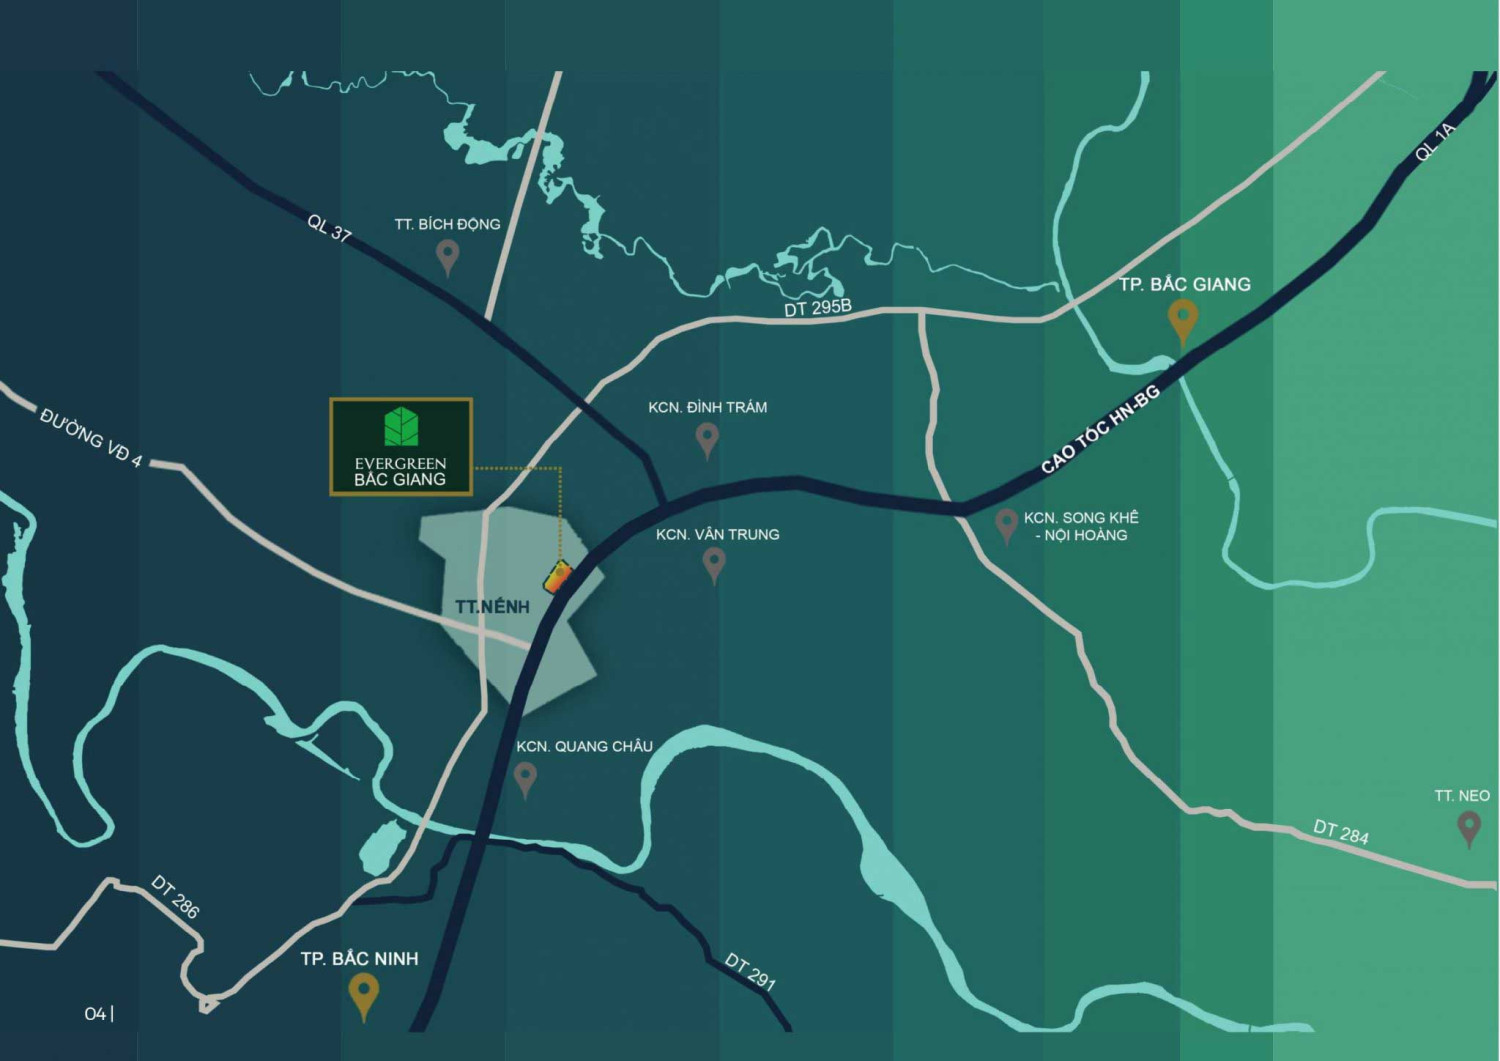 QL 1A
QL 37
TT. BÍCH ĐỘNG
TP. BẮC GIANG
DT 295B
CAO TỐC HN-BG
KCN. ĐÌNH TRÁM
ĐƯỜNG VĐ 4
EVERGREEN
BẮC GIANG
KCN. SONG KHÊ
- NỘI HOÀNG
KCN. VÂN TRUNG
TT.NẾNH
KCN. QUANG CHÂU
TT. NEO
DT 284
DT 286
TP. BẮC NINH
DT 291
04 |